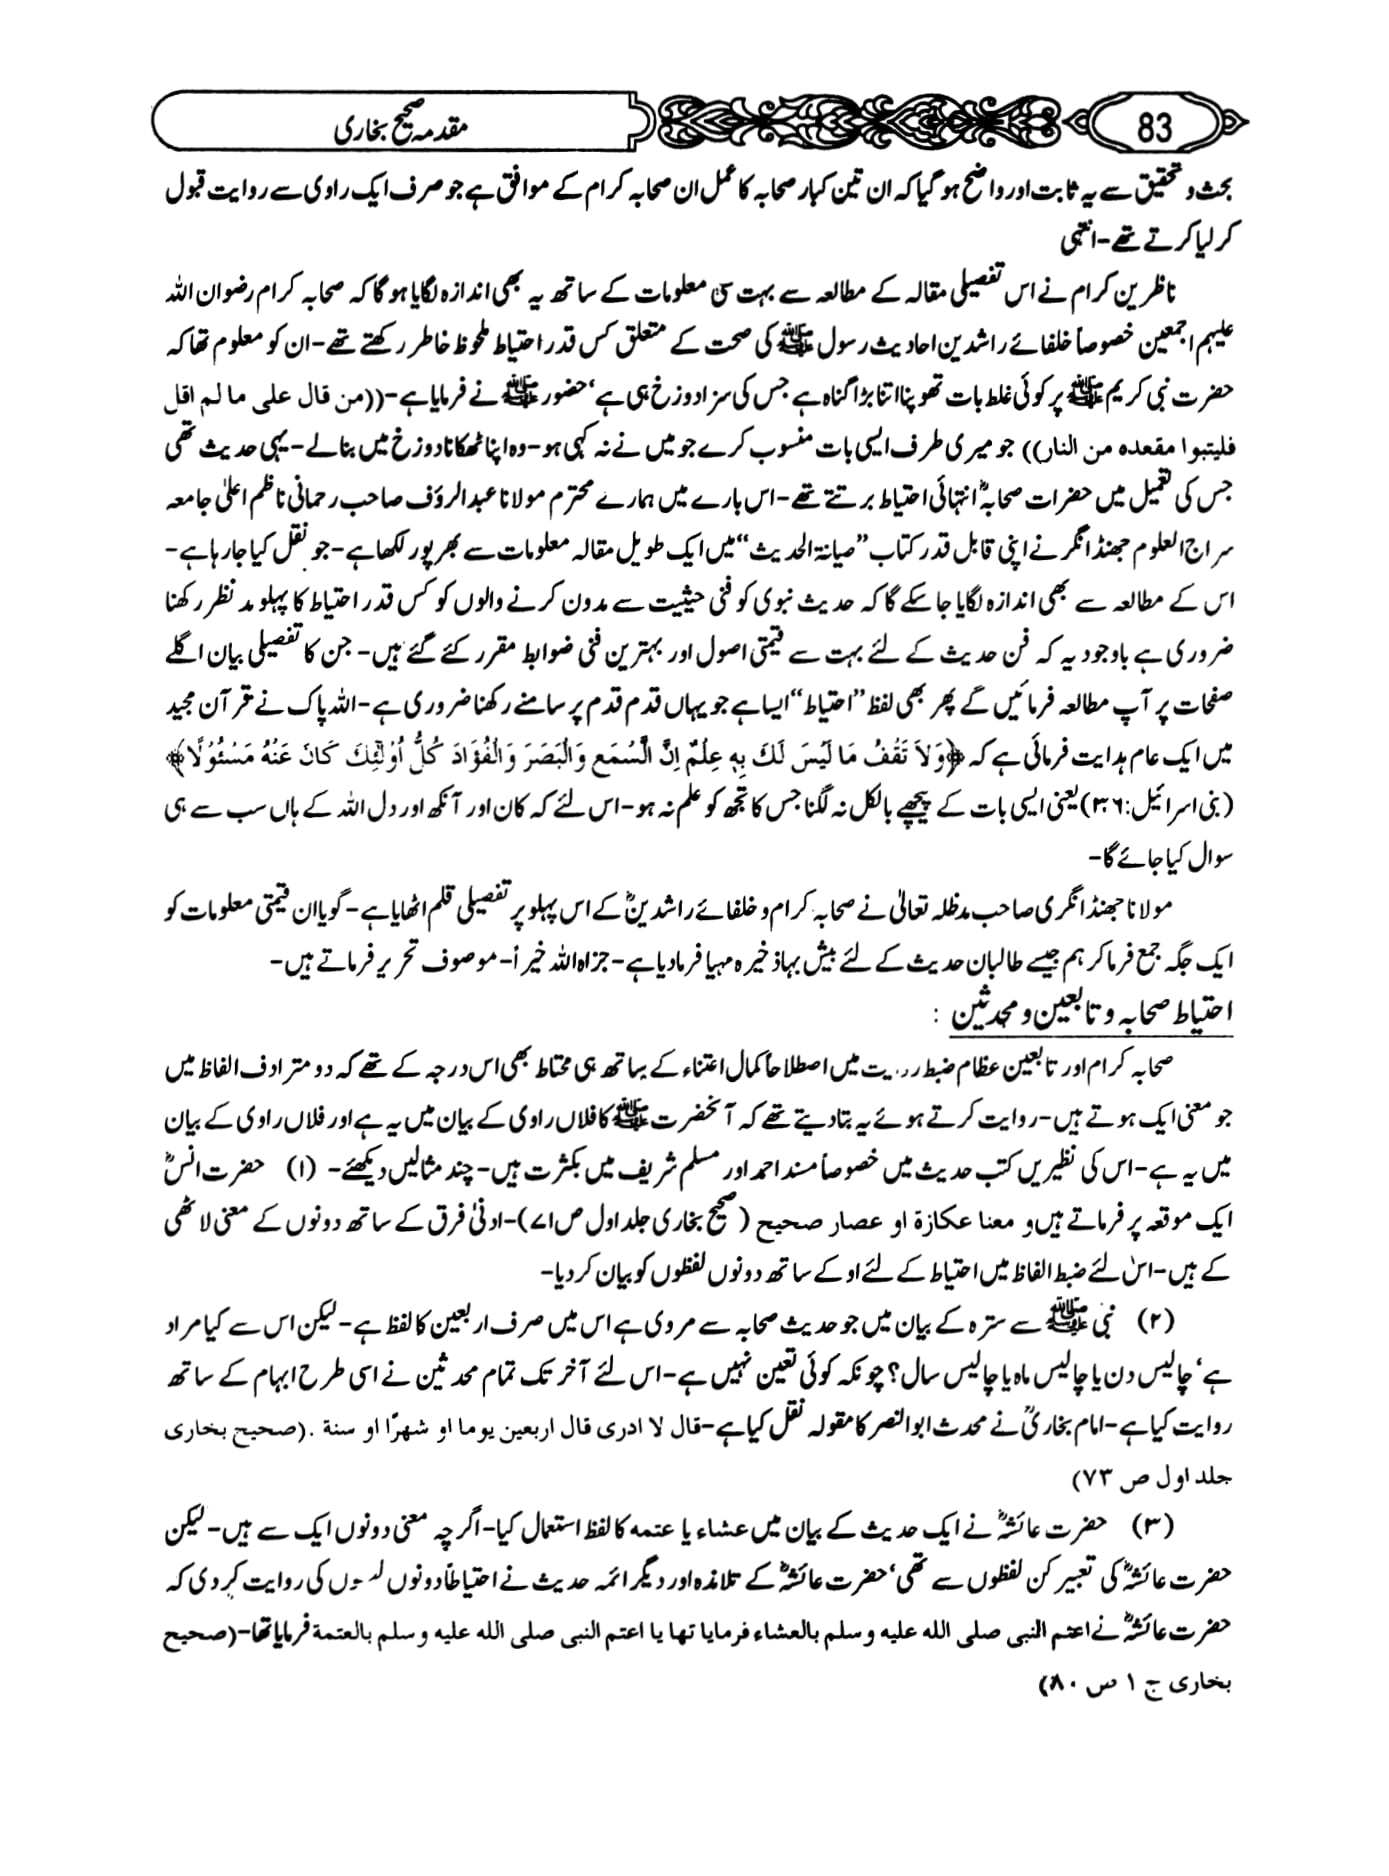 83
مقدمہ صحیح بخاری
بحث و تحقیق سے یہ ثابت اور واضح ہو گیا کہ ان تین کبار صحابہ کا عمل ان صحابہ کرام کے موافق ہے جو صرف ایک راوی سے روایت قبول
کر لیا کرتے تھے-انتہی
ناظرین کرام نے اس تفصیلی مقالہ کے مطالعہ سے بہت سی معلومات کے ساتھ یہ بھی اندازہ لگایا ہو گا کہ صحابہ کرام رضوان اللہ
علیہم اجمعین خصوصاً خلفائے راشدین احادیث رسول ﷺ کی صحت کے متعلق کس قدر احتیاط ملحوظ خاطر رکھتے تھے-ان کو معلوم تھا کہ
حضرت نبی کریم ﷺ پر کوئی غلط بات تھوپنا اتنا بڑا گناہ ہے جس کی سزا دوزخ ہی ہے‘ حضور ﷺ نے فرمایا ہے-((من قال علی ما لم اقل
فلیتبوا مقعدہ من النار)) جو میری طرف ایسی بات منسوب کرے جو میں نے نہ کہی ہو-وہ اپنا ٹھکانا دوزخ میں بنا لے-یہی حدیث تھی
جس کی تعمیل میں حضرات صحابہؓ انتہائی احتیاط برتتے تھے-اس بارے میں ہمارے محترم مولانا عبدالرؤف صاحب رحمانی ناظم اعلیٰ جامعہ
سراج العلوم جھنڈا نگر نے اپنی قابل قدر کتاب ”صیانۃ الحدیث“ میں ایک طویل مقالہ معلومات سے بھرپور لکھا ہے-جو نقل کیا جا رہا ہے-
اس کے مطالعہ سے بھی اندازہ لگایا جا سکے گا کہ حدیث نبوی کو فنی حیثیت سے مدون کرنے والوں کو کس قدر احتیاط کا پہلو مد نظر رکھنا
ضروری ہے باوجود یہ کہ فن حدیث کے لئے بہت سے قیمتی اصول اور بہترین فنی ضوابط مقرر کئے گئے ہیں-جن کا تفصیلی بیان اگلے
صفحات پر آپ مطالعہ فرمائیں گے پھر بھی لفظ ”احتیاط“ ایسا ہے جو یہاں قدم قدم پر سامنے رکھنا ضروری ہے-اللہ پاک نے قرآن مجید
میں ایک عام ہدایت فرمائی ہے کہ ﴿وَلاَ تَقْفُ مَا لَيْسَ لَكَ بِهٖ عِلْمٌ اِنَّ السَّمْعَ وَالْبَصَرَ وَالْفُؤَادَ كُلُّ اُوْلٰئِكَ كَانَ عَنْهُ مَسْئُوْلاً﴾
(بنی اسرائیل:۳۶) یعنی ایسی بات کے پیچھے بالکل نہ لگنا جس کا تجھ کو علم نہ ہو-اس لئے کہ کان اور آنکھ اور دل اللہ کے ہاں سب سے ہی
سوال کیا جائے گا-
مولانا جھنڈا نگری صاحب مدظلہ تعالیٰ نے صحابہ کرام و خلفائے راشدینؓ کے اس پہلو پر تفصیلی قلم اٹھایا ہے-گویا ان قیمتی معلومات کو
ایک جگہ جمع فرما کر ہم جیسے طالبان حدیث کے لئے بیش بہا ذخیرہ مہیا فرما دیا ہے-جزاہ اللہ خیراً-موصوف تحریر فرماتے ہیں-
احتیاط صحابہ و تابعین و محدثین :
صحابہ کرام اور تابعین عظام ضبط میں اصطلاحاً کمال اعتناء کے ساتھ ہی محتاط بھی اس درجہ کے تھے کہ دو مترادف الفاظ میں
جو معنی ایک ہوتے ہیں-روایت کرتے ہوئے یہ بتا دیتے تھے کہ آنحضرت ﷺ کا فلاں راوی کے بیان میں یہ ہے اور فلاں راوی کے بیان
میں یہ ہے-اس کی نظیریں کتب حدیث میں خصوصاً مسند احمد اور مسلم شریف میں بکثرت ہیں-چند مثالیں دیکھئے- (۱) حضرت انسؓ
ایک موقعہ پر فرماتے ہیں و معنا عکازة او عصار صحیح (صحیح بخاری جلد اول ص ۷۱)-ادنیٰ فرق کے ساتھ دونوں کے معنی لاٹھی
کے ہیں-اس لئے ضبط الفاظ میں احتیاط کے لئے او کے ساتھ دونوں لفظوں کو بیان کر دیا-
(۲) نبی ﷺ سے سترہ کے بیان میں جو حدیث صحابہ سے مروی ہے اس میں صرف اربعین کا لفظ ہے-لیکن اس سے کیا مراد
ہے‘ چالیس دن یا چالیس ماہ یا چالیس سال؟ چونکہ کوئی تعین نہیں ہے-اس لئے آخر تک تمام محدثین نے اسی طرح ابہام کے ساتھ
روایت کیا ہے-امام بخاریؒ نے محدث ابو النصر کا مقولہ نقل کیا ہے-قال لا ادری قال اربعین یوما او شهرًا او سنة .(صحیح بخاری
جلد اول ص ۷۳)
(۳) حضرت عائشہؓ نے ایک حدیث کے بیان میں عشاء یا عتمہ کا لفظ استعمال کیا-اگرچہ معنی دونوں ایک سے ہیں-لیکن
حضرت عائشہؓ کی تعبیر کن لفظوں سے تھی‘ حضرت عائشہؓ کے تلامذہ اور دیگر ائمہ حدیث نے احتیاطاً دونوں کی روایت کر دی کہ
حضرت عائشہؓ نے اعتم النبی صلی اللہ علیہ وسلم بالعشاء فرمایا تھا یا اعتم النبی صلی اللہ علیہ وسلم بالعتمة فرمایا تھا-(صحیح
بخاری ج ۱ ص ۸۰)